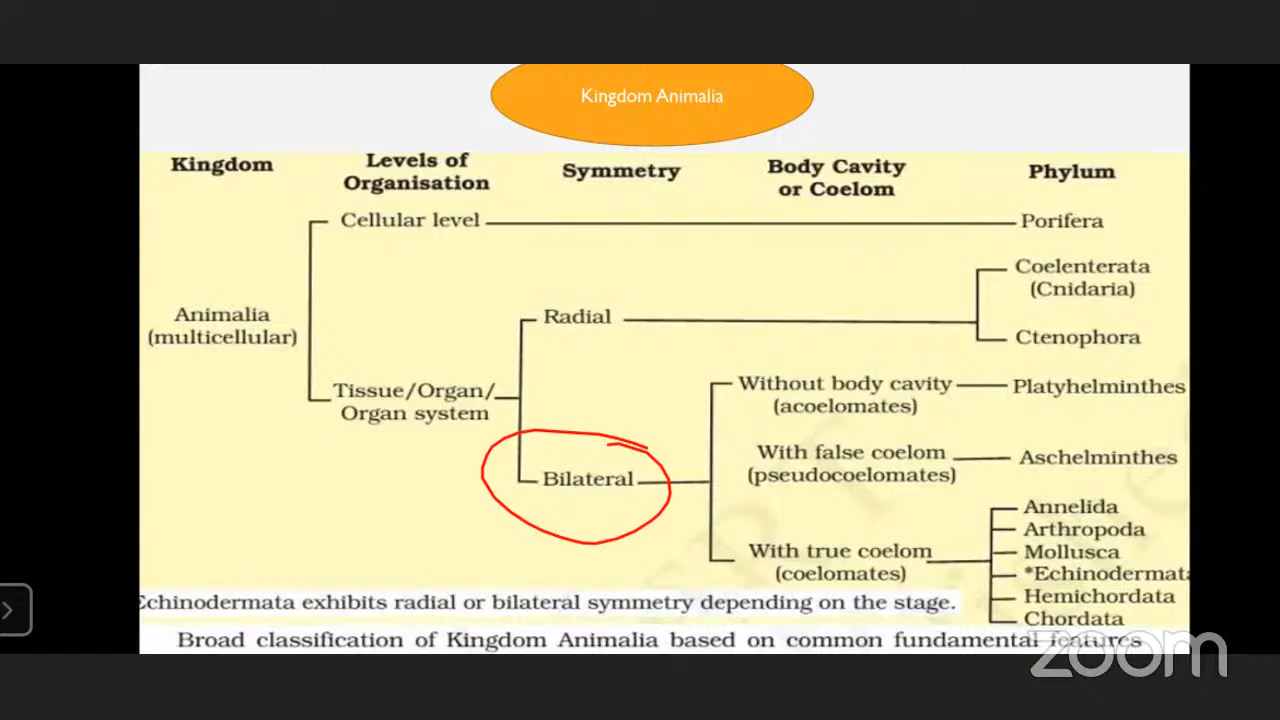 Kingdom Animalia
Kingdom
Levels of
Organisation
Symmetry
Body Cavity
or Coelom
Phylum
Cellular level
Porifera
Animalia
(multicellular)
Radial
Coelenterata
(Cnidaria)
Ctenophora
Tissue/Organ/
Organ system
Bilateral
Without body cavity
(acoelomates)
Platyhelminthes
With false coelom
(pseudocoelomates)
Aschelminthes
With true coelom
(coelomates)
Annelida
Arthropoda
Mollusca
*Echinodermata
Hemichordata
Chordata
Echinodermata exhibits radial or bilateral symmetry depending on the stage.
Broad classification of Kingdom Animalia based on common fundamental features
zoom